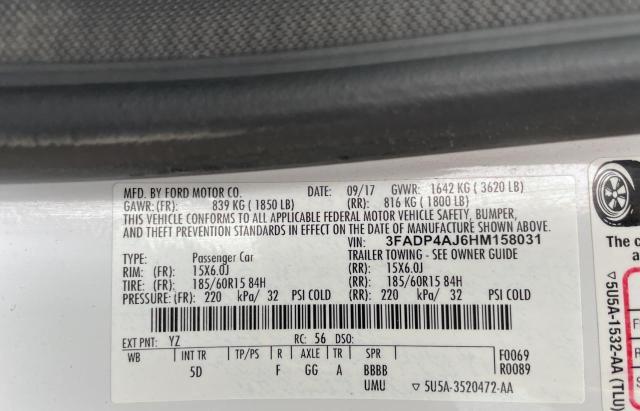 MFD. BY FORD MOTOR CO. DATE: 09/17 GVWR: 1642 KG ( 3620 LB)
GAWR: (FR): 839 KG ( 1850 LB) (RR): 816 KG ( 1800 LB)
THIS VEHICLE CONFORMS TO ALL APPLICABLE FEDERAL MOTOR VEHICLE SAFETY, BUMPER,
AND THEFT PREVENTION STANDARDS IN EFFECT ON THE DATE OF MANUFACTURE SHOWN ABOVE.
VIN: 3FADP4AJ6HM158031
TYPE: Passenger Car TRAILER TOWING - SEE OWNER GUIDE
RIM: (FR): 15X6.0J (RR): 15X6.0J
TIRE: (FR): 185/60R15 84H (RR): 185/60R15 84H
PRESSURE: (FR): 220 kPa/ 32 PSI COLD (RR): 220 kPa/ 32 PSI COLD
EXT PNT: YZ RC: 56 DSO:
WB INT TR TP/PS R AXLE TR SPR F0069
5D F GG A BBBB R0089
UMU ▽ 5U5A-3520472-AA
The c
▽ 5U5A-1532-AA (TLU)